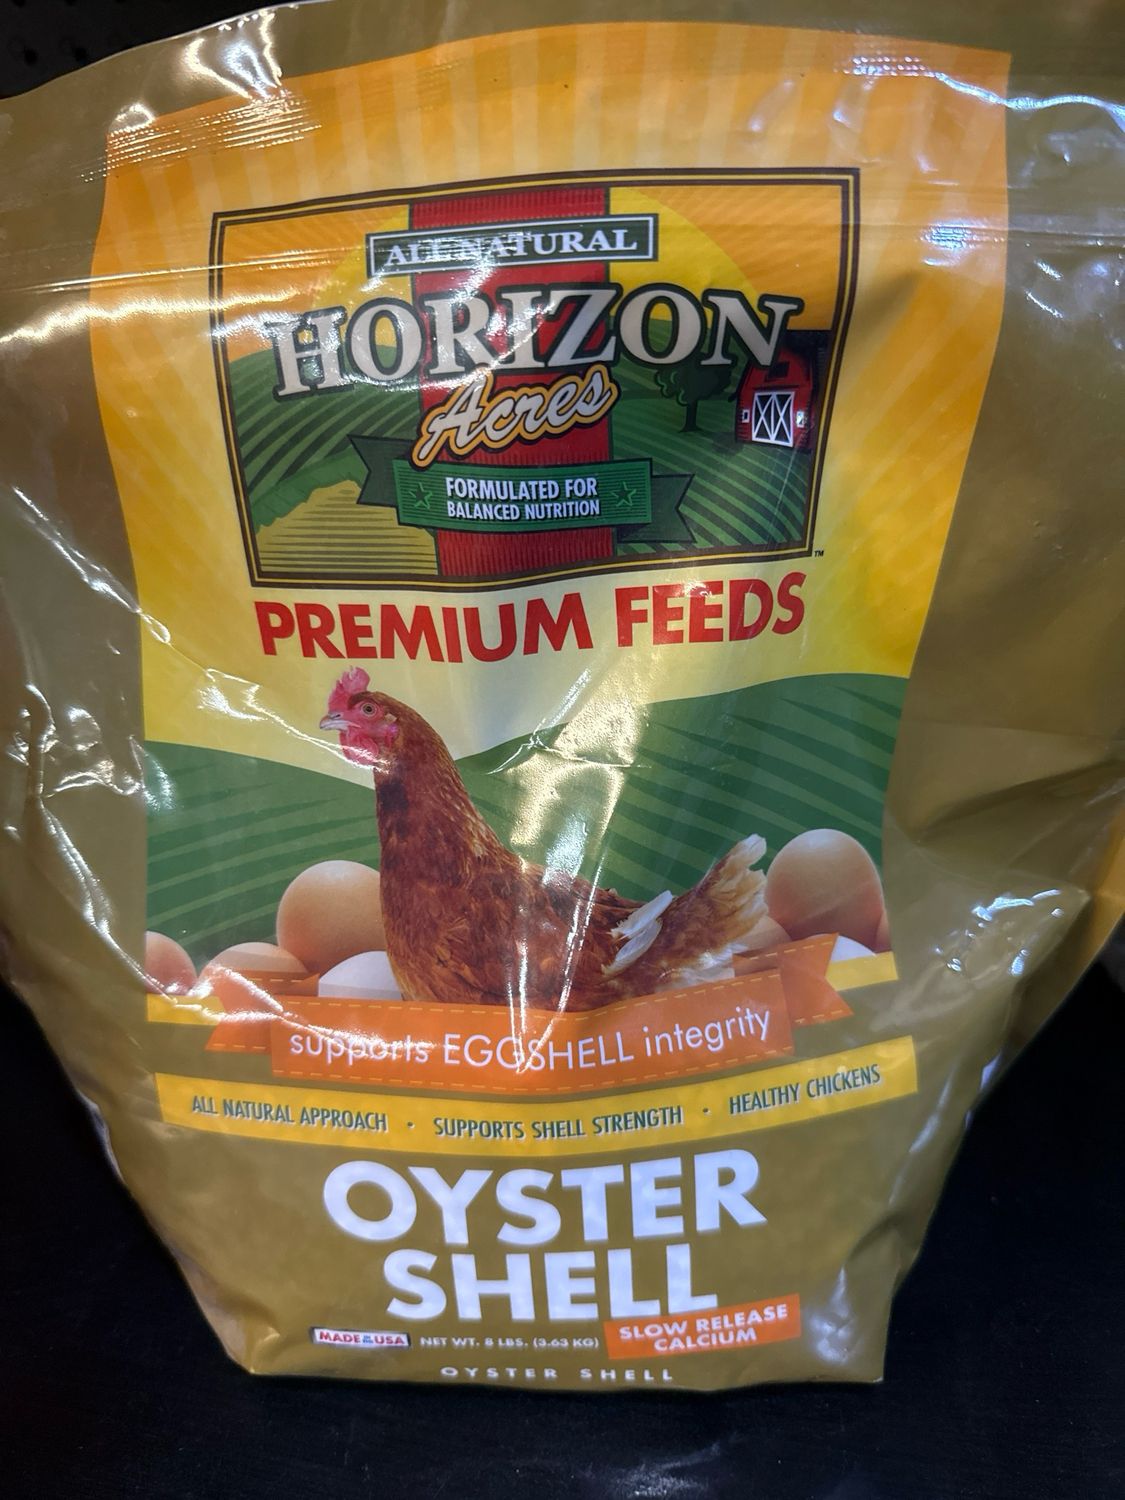 ALL NATURAL
HORIZON
Acres
FORMULATED FOR
BALANCED NUTRITION
™
PREMIUM FEEDS
supports EGGSHELL integrity
ALL NATURAL APPROACH · SUPPORTS SHELL STRENGTH · HEALTHY CHICKENS
OYSTER
SHELL
MADE IN THE USA NET WT. 8 LBS. (3.63 KG) SLOW RELEASE
CALCIUM
OYSTER SHELL